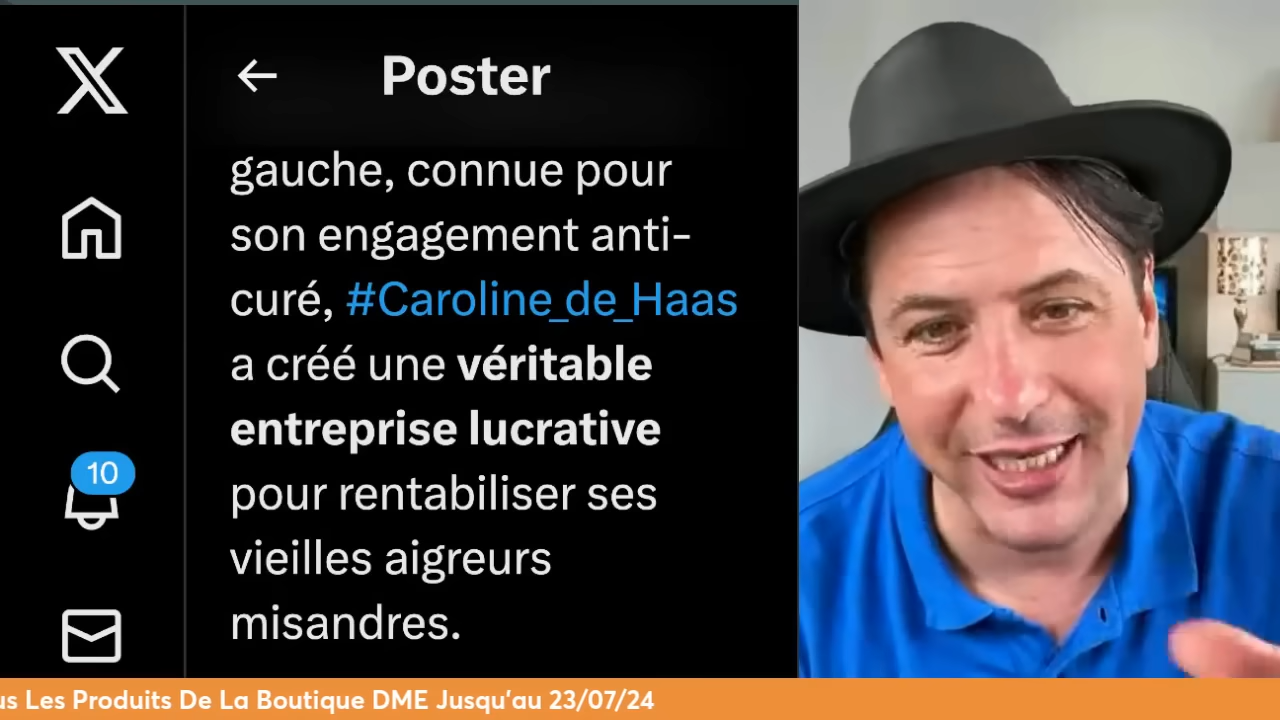 Poster
gauche, connue pour
son engagement anti-
curé, #Caroline_de_Haas
a créé une véritable
entreprise lucrative
pour rentabiliser ses
vieilles aigreurs
misandres.
10
us Les Produits De La Boutique DME Jusqu'au 23/07/24